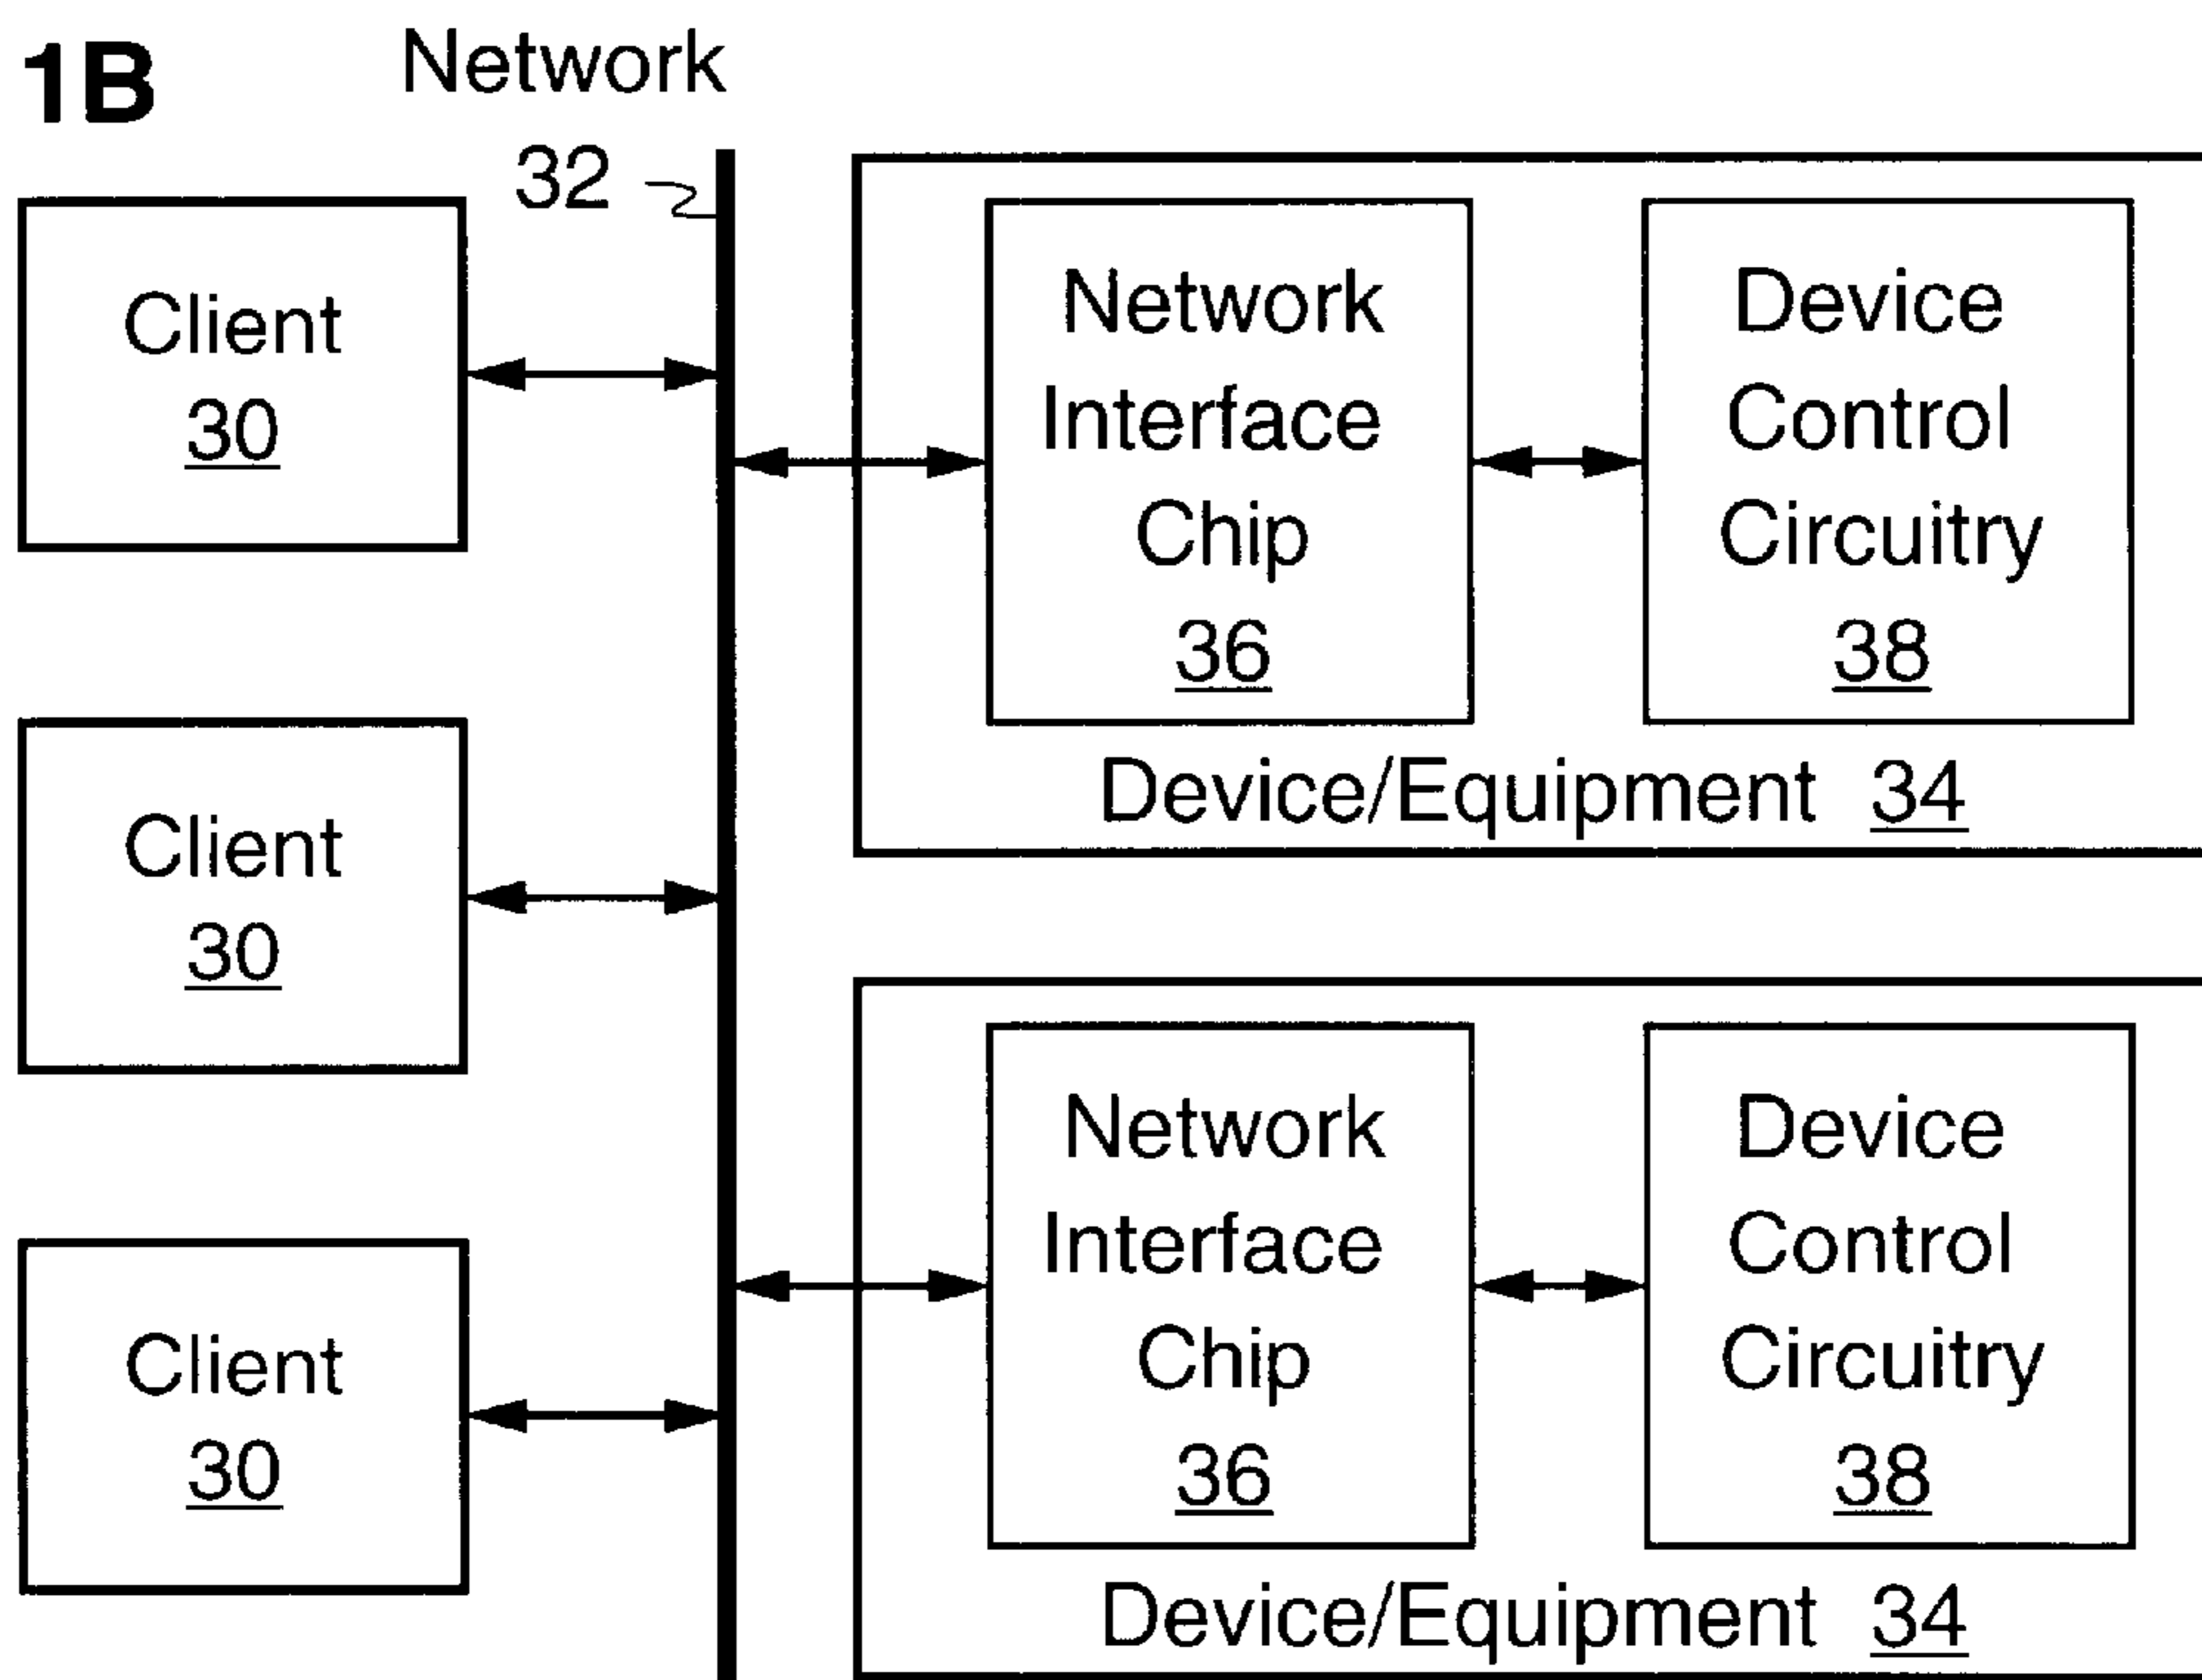 1B
Network
32
Client
30
Network
Interface
Chip
36
Device
Control
Circuitry
38
Device/Equipment 34
Client
30
Client
30
Network
Interface
Chip
36
Device
Control
Circuitry
38
Device/Equipment 34